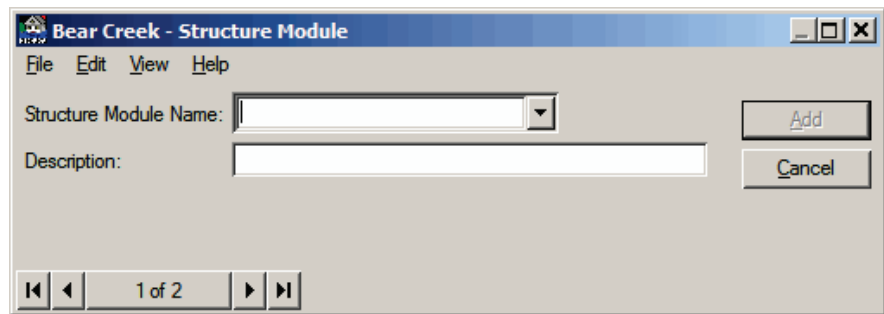 Bear Creek - Structure Module
File Edit View Help
Structure Module Name:
Add
Description:
Cancel
1 of 2